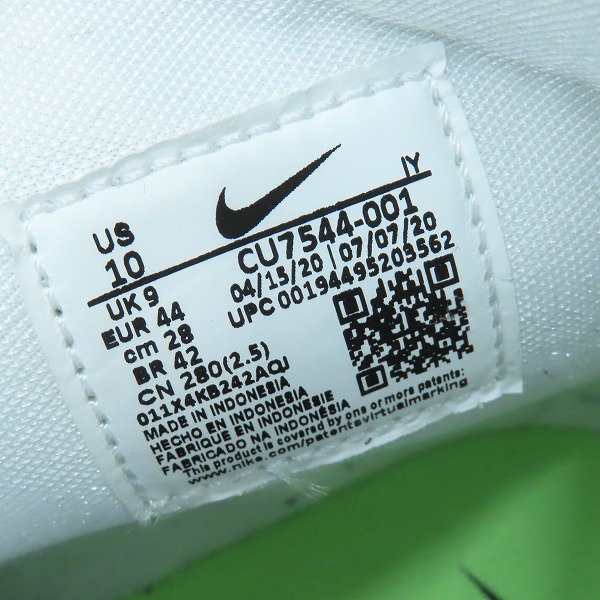 US
10
IY
UK 9
EUR 44
cm 28
BR 42
CN 280(2.5)
CU7544-001
04/15/20 | 07/07/20
UPC 00194495203562
011X4KB242AQJ
MADE IN INDONESIA
HECHO EN INDONESIA
FABRIQUE EN INDONÉSIE
FABRICADO NA INDONÉSIA
This product is covered by one or more patents:
www.nike.com/patentsvirtualmarking